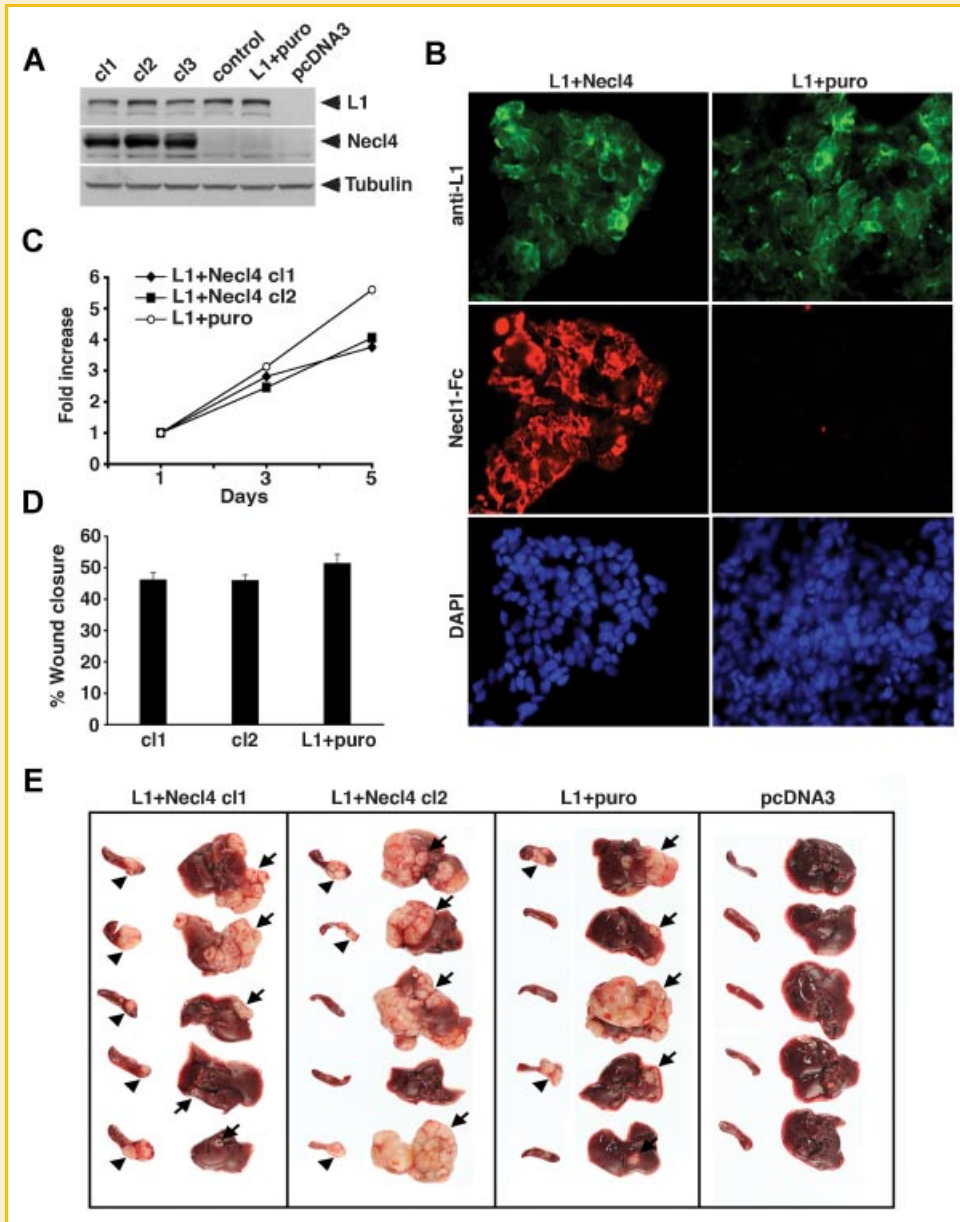 A
cl1 cl2 cl3 control L1+puro pcDNA3
L1
Necl4
Tubulin
B
L1+Necl4 L1+puro
anti-L1
Necl1-Fc
DAPI
C
L1+Necl4 cl1
L1+Necl4 cl2
L1+puro
Fold increase
6
5
4
3
2
1
0
1 3 5
Days
D
% Wound closure
60
50
40
30
20
10
0
cl1 cl2 L1+puro
E
L1+Necl4 cl1 L1+Necl4 cl2 L1+puro pcDNA3